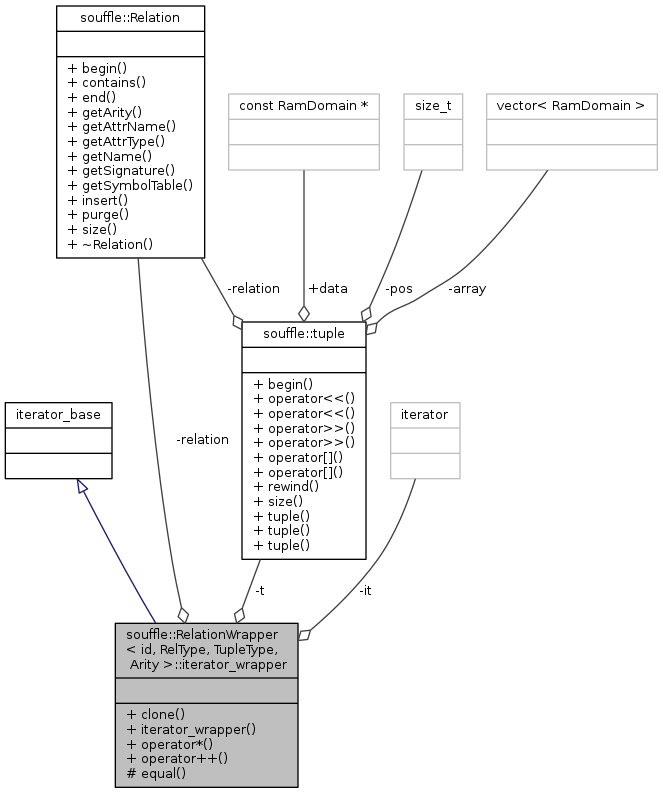 souffle::Relation
+ begin()
+ contains()
+ end()
+ getArity()
+ getAttrName()
+ getAttrType()
+ getName()
+ getSignature()
+ getSymbolTable()
+ insert()
+ purge()
+ size()
+ ~Relation()
const RamDomain *
size_t
vector< RamDomain >
-relation
+data
-pos
-array
souffle::tuple
+ begin()
+ operator<<()
+ operator<<()
+ operator>>()
+ operator>>()
+ operator[]()
+ operator[]()
+ rewind()
+ size()
+ tuple()
+ tuple()
+ tuple()
iterator_base
-relation
iterator
-t
-it
souffle::RelationWrapper
< id, RelType, TupleType,
Arity >::iterator_wrapper
+ clone()
+ iterator_wrapper()
+ operator*()
+ operator++()
# equal()